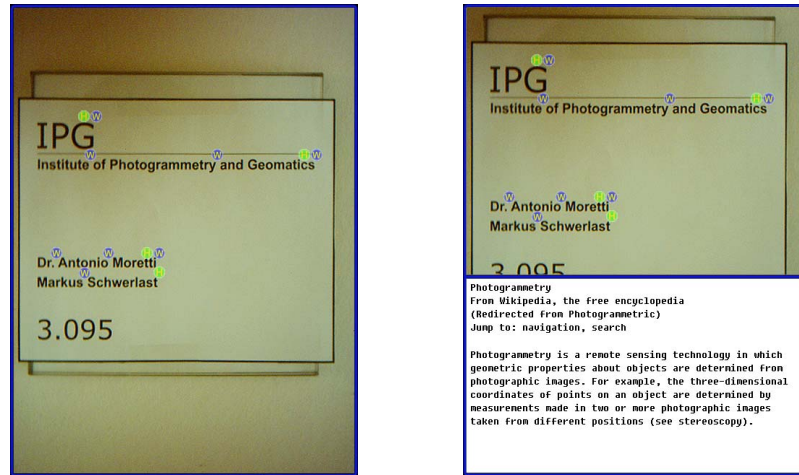 IPG
Institute of Photogrammetry and Geomatics
Dr. Antonio Moretti
Markus Schwerlast
3.095
IPG
Institute of Photogrammetry and Geomatics
Dr. Antonio Moretti
Markus Schwerlast
3.095
Photogrammetry
From Wikipedia, the free encyclopedia
(Redirected from Photogrammetric)
Jump to: navigation, search
Photogrammetry is a remote sensing technology in which
geometric properties about objects are determined from
photographic images. For example, the three-dimensional
coordinates of points on an object are determined by
measurements made in two or more photographic images
taken from different positions (see stereoscopy).